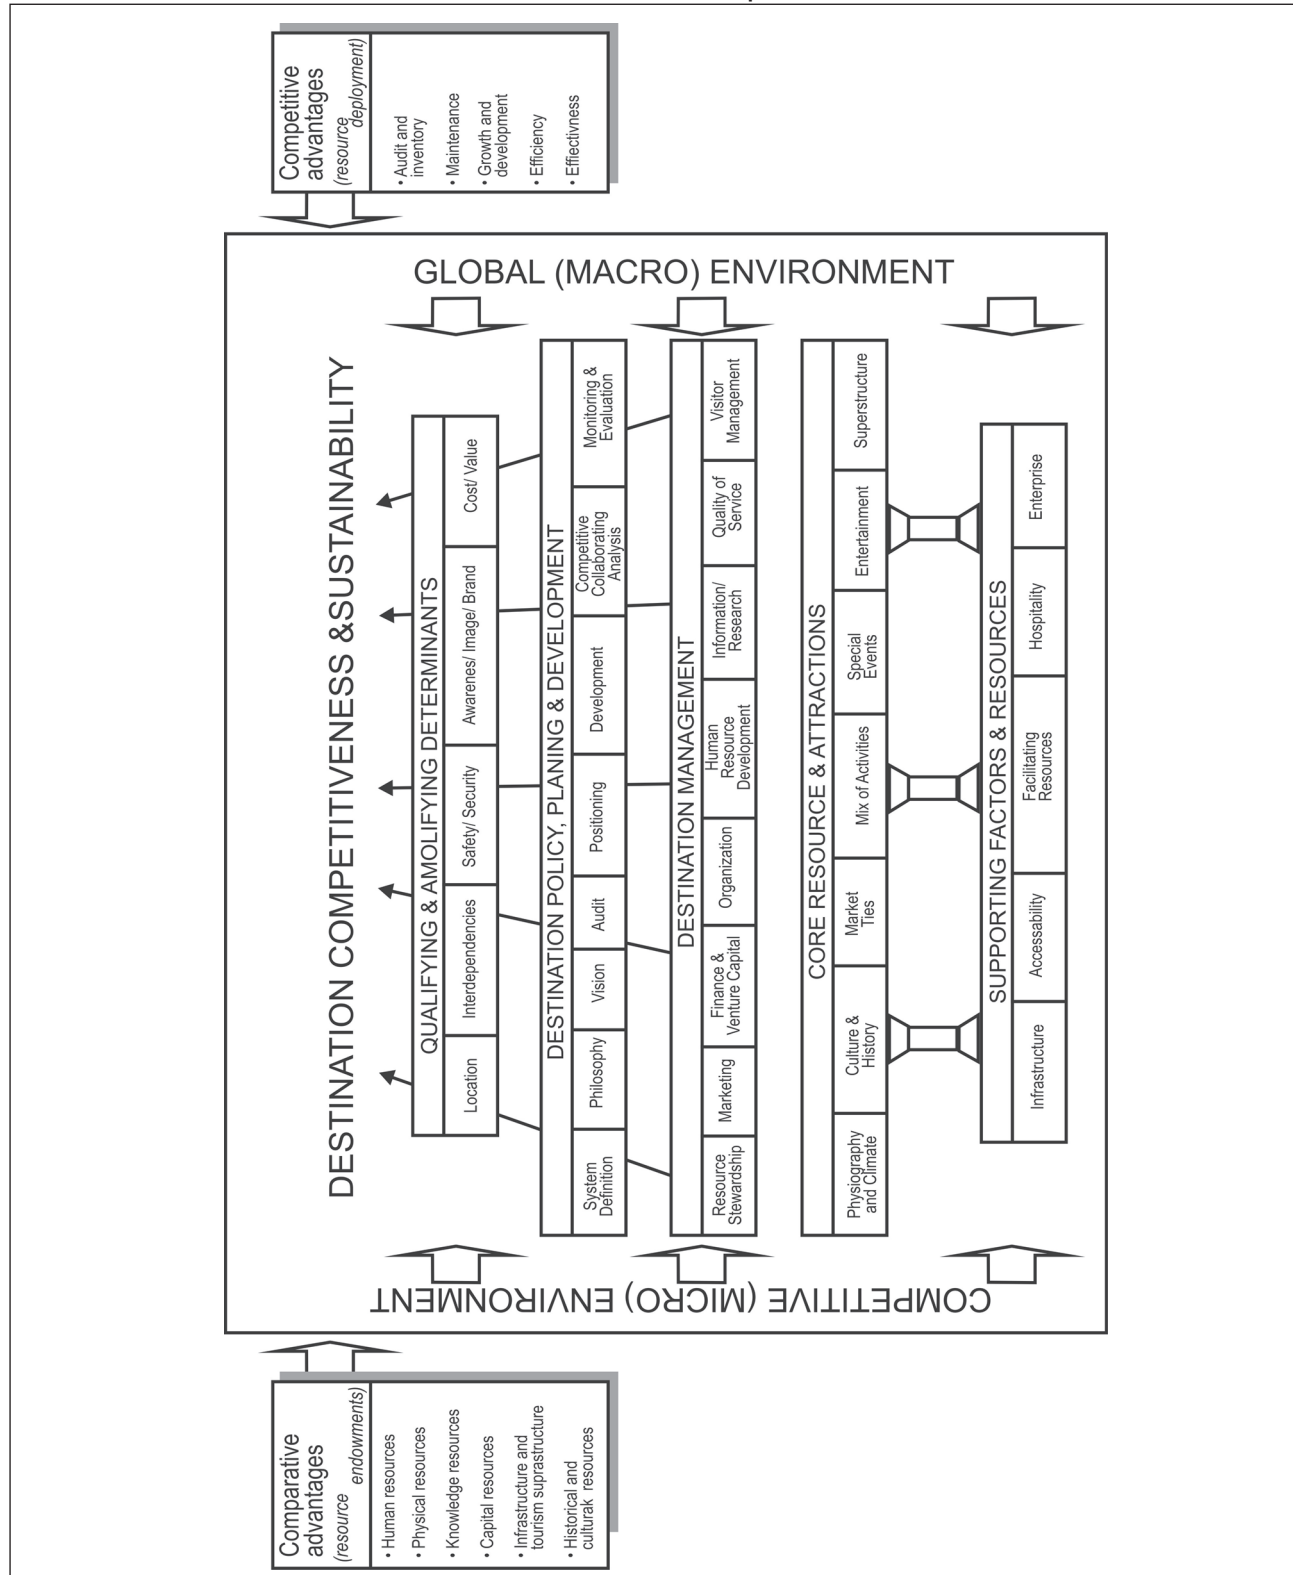 Comparative
advantages
(resource
endowments)
• Human resources
• Physical resources
• Knowledge resources
• Capital resources
• Infrastructure and
tourism suprastructure
• Historical and
culturak resources
COMPETITIVE (MICRO) ENVIRONMENT
DESTINATION COMPETITIVENESS &SUSTAINABILITY
QUALIFYING & AMOLIFYING DETERMINANTS
Location
Interdependencies
Safety/ Security
Awarenes/ Image/ Brand
Cost/ Value
DESTINATION POLICY, PLANING & DEVELOPMENT
System
Definition
Philosophy
Vision
Audit
Positioning
Development
Competitive
Collaborating
Analysis
Monitoring &
Evaluation
DESTINATION MANAGEMENT
Resource
Stewardship
Marketing
Finance &
Venture Capital
Organization
Human
Resource
Development
Information/
Research
Quality of
Service
Visitor
Management
CORE RESOURCE & ATTRACTIONS
Physiography
and Climate
Culture &
History
Market
Ties
Mix of Activities
Special
Events
Entertainment
Superstructure
SUPPORTING FACTORS & RESOURCES
Infrastructure
Accessability
Facilitating
Resources
Hospitality
Enterprise
GLOBAL (MACRO) ENVIRONMENT
Competitive
advantages
(resource
deployment)
• Audit and
inventory
• Maintenance
• Growth and
development
• Efficiency
• Effiectivness